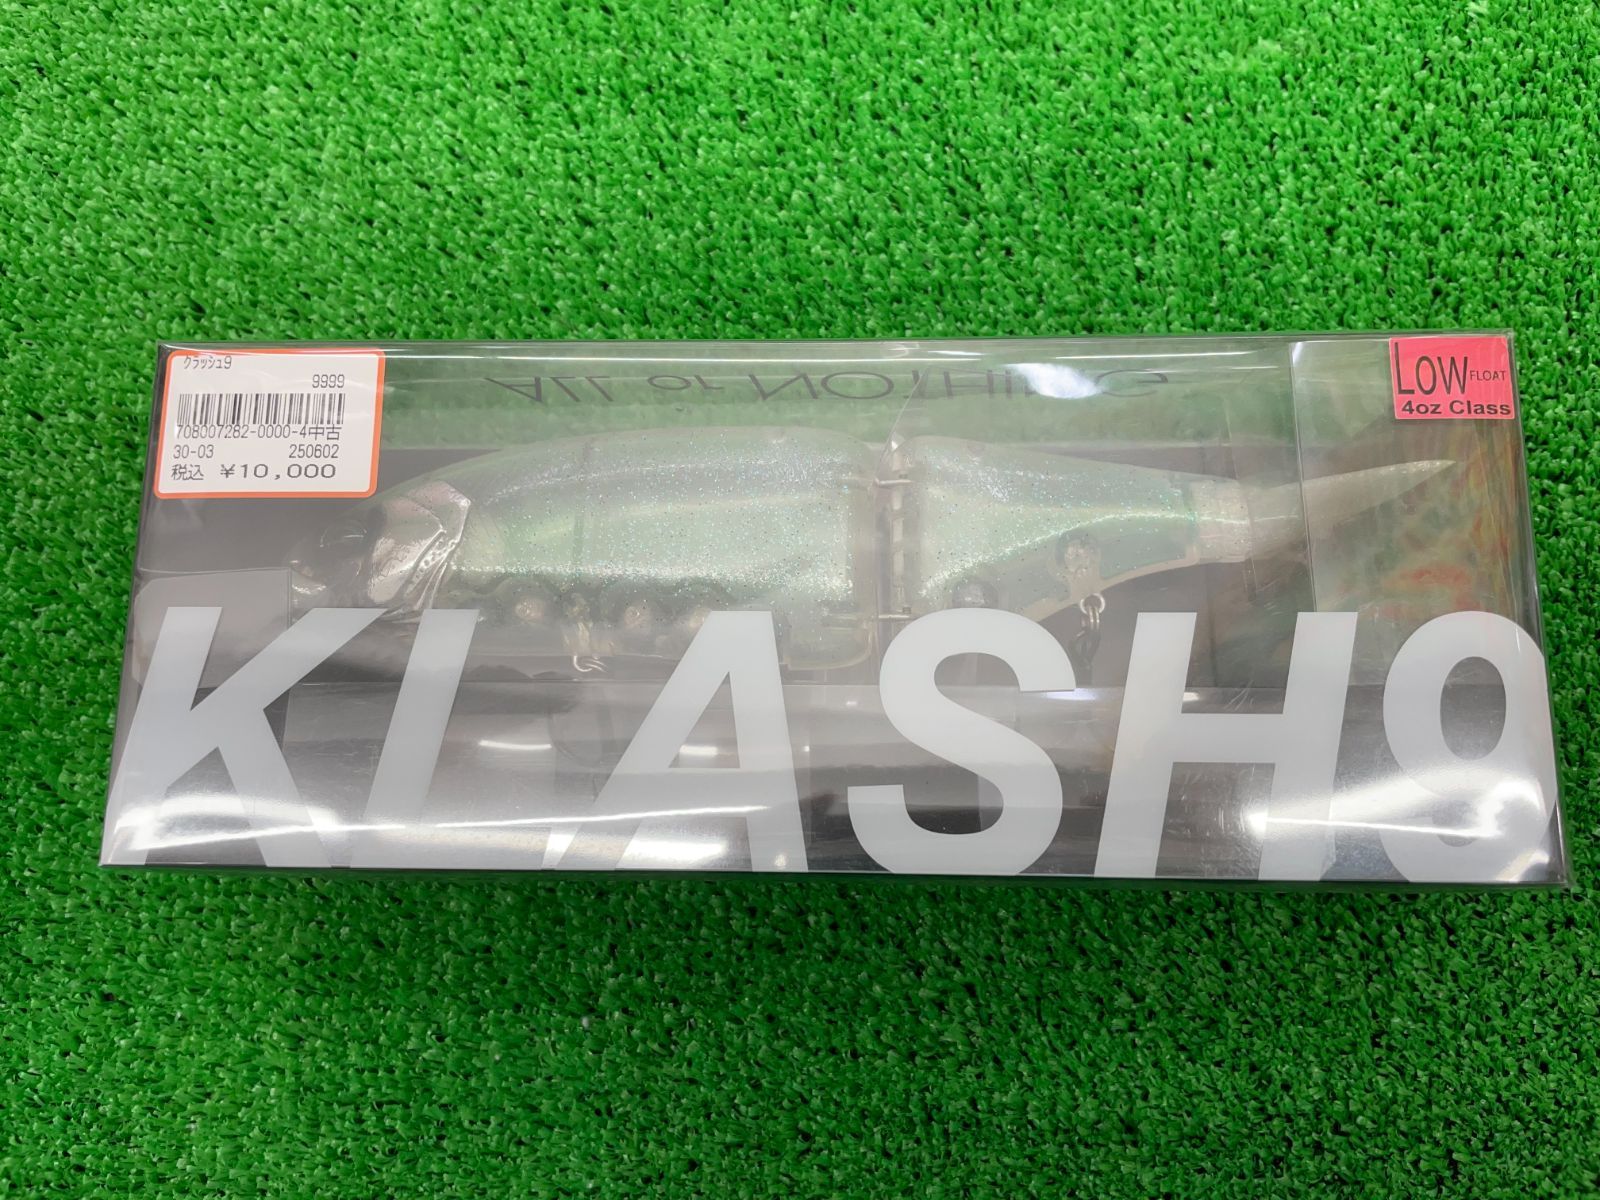 クラッシュ9
9999
708007282-0000-4中古
30-03 250602
税込 ¥10,000
ALL or NOTHING
LOW FLOAT
4oz Class
KLASH9